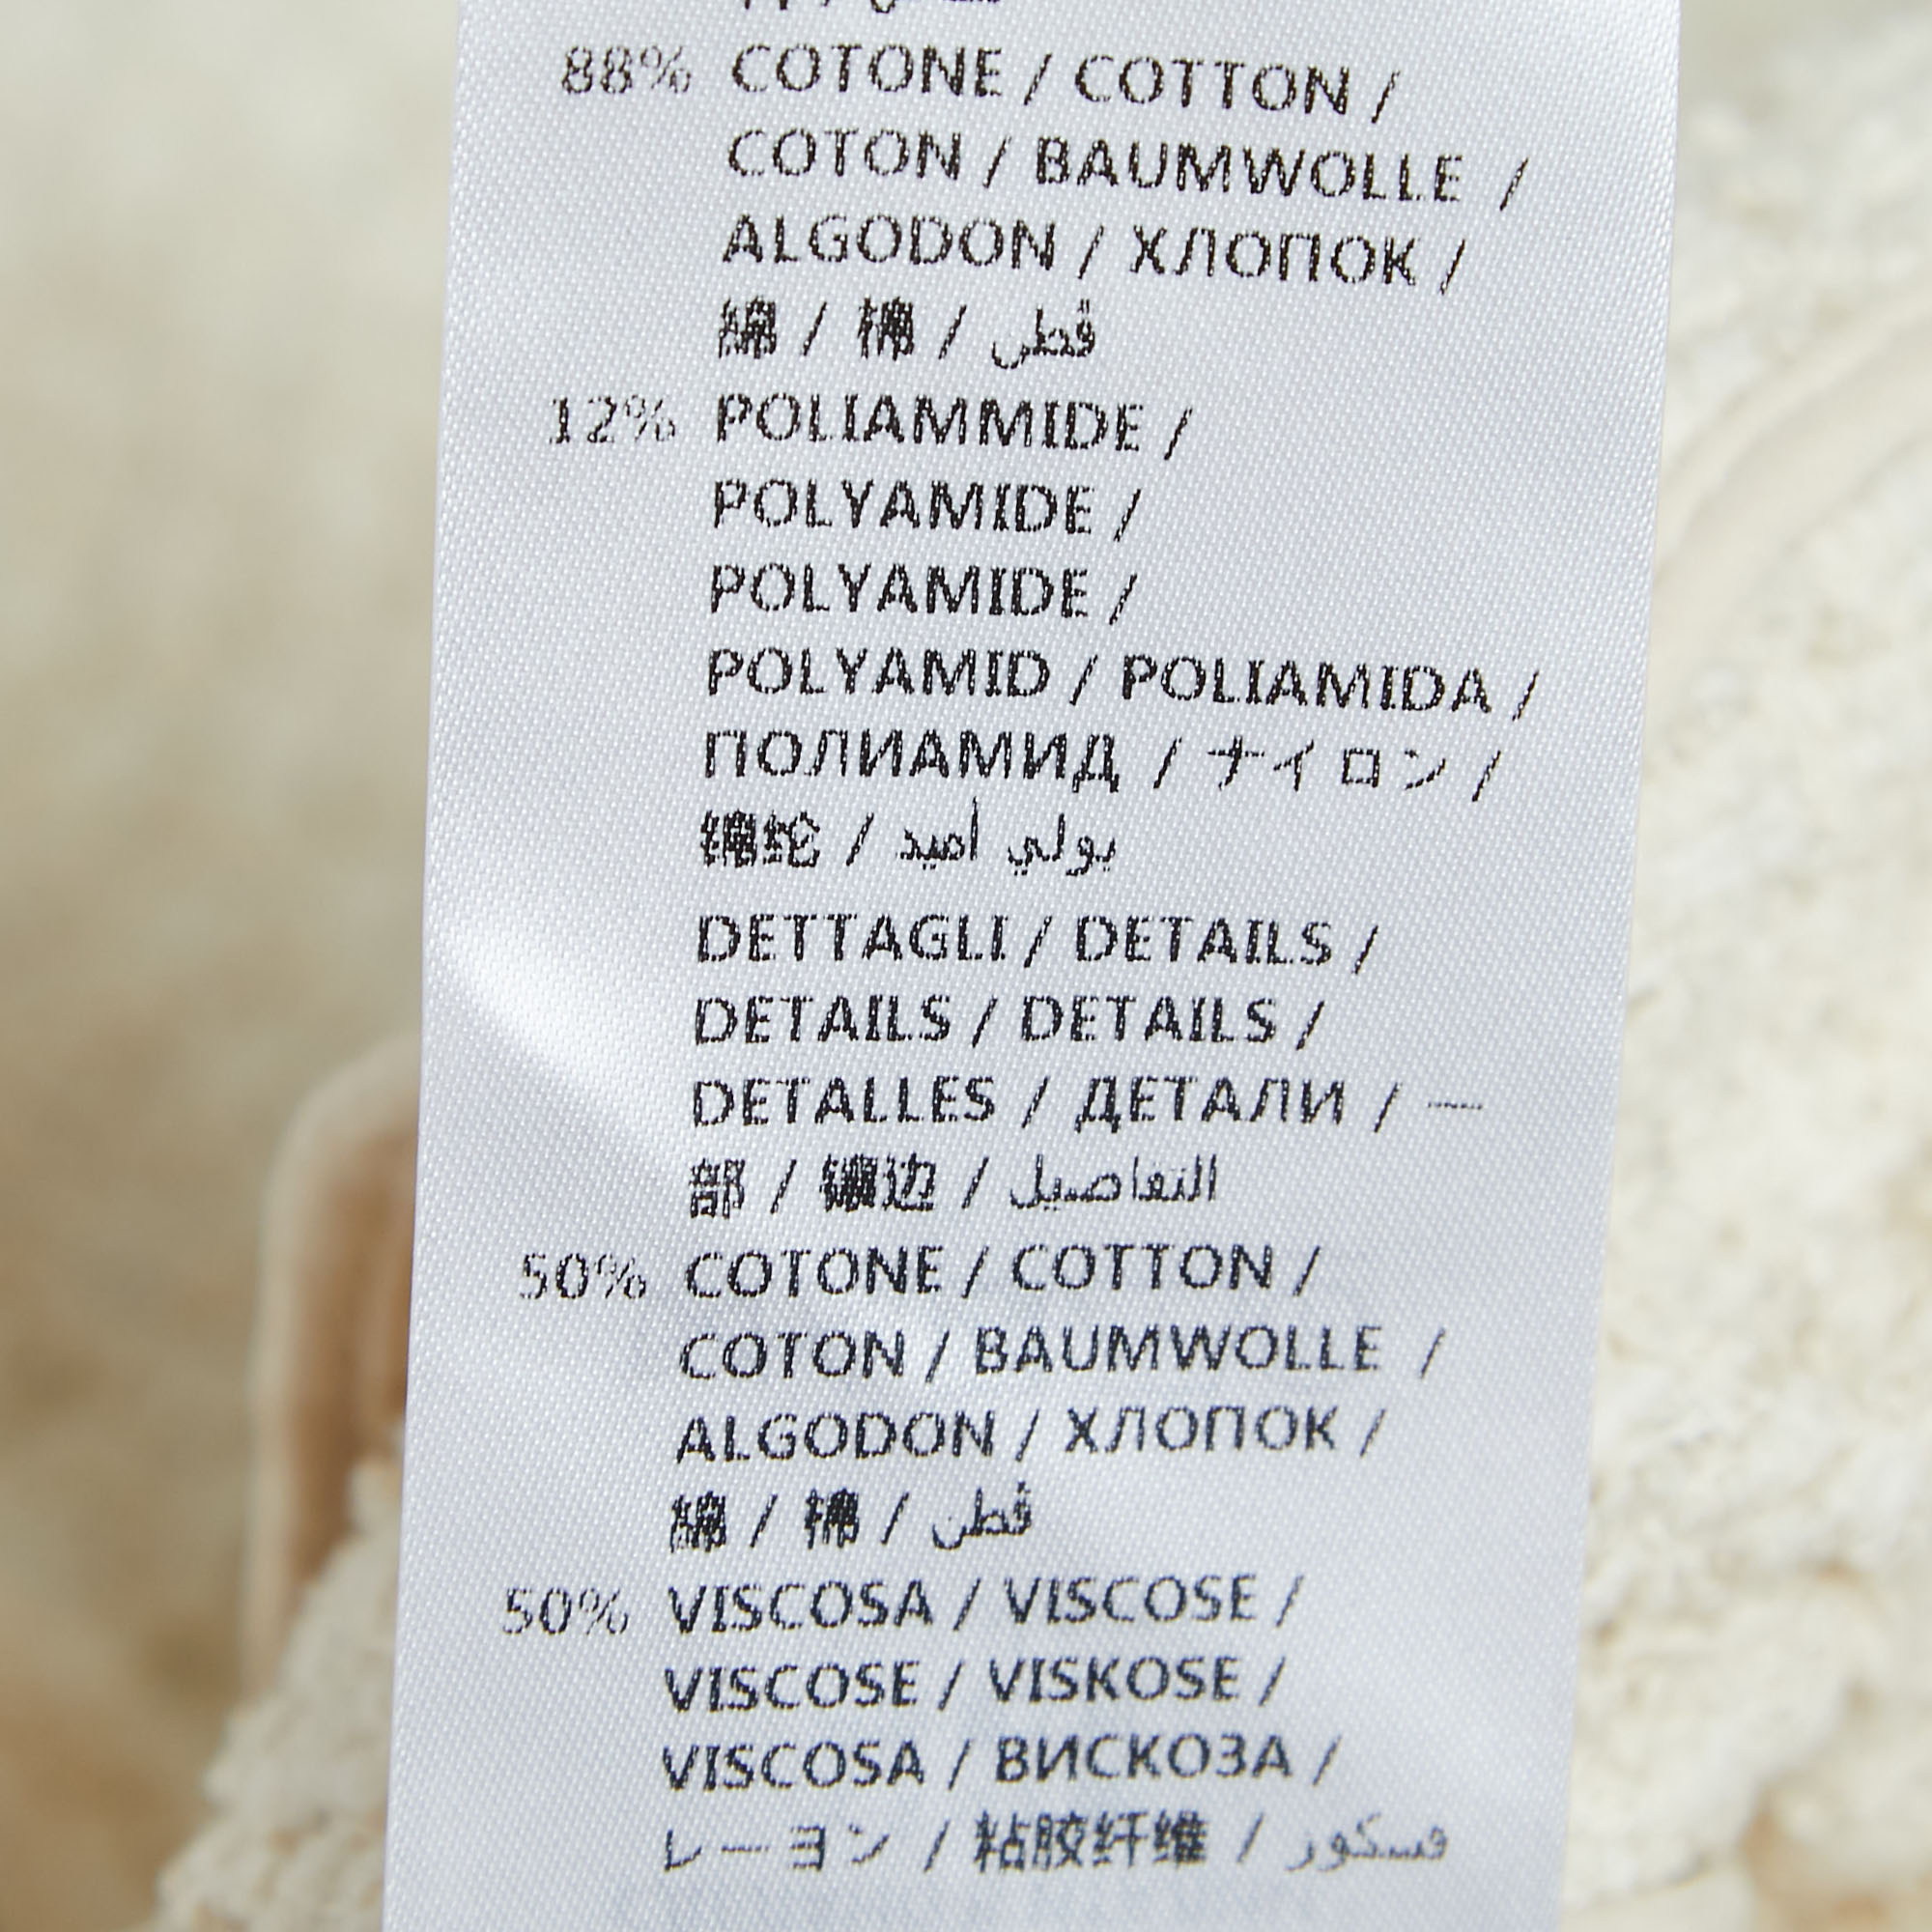 88% COTONE / COTTON /
COTON / BAUMWOLLE /
ALGODON / ХЛОПОК /
綿 / 棉 / قطن
12% POLIAMMIDE /
POLYAMIDE /
POLYAMIDE /
POLYAMID / POLIAMIDA /
ПОЛИАМИД / ナイロン /
锦纶 / بولي أميد
DETTAGLI / DETAILS /
DETAILS / DETAILS /
DETALLES / ДЕТАЛИ / 一
部 / 镶边 / التفاصيل
50% COTONE / COTTON /
COTON / BAUMWOLLE /
ALGODON / ХЛОПОК /
綿 / 棉 / قطن
50% VISCOSA / VISCOSE /
VISCOSE / VISKOSE /
VISCOSA / ВИСКОЗА /
レーヨン / 粘胶纤维 / فسكوز